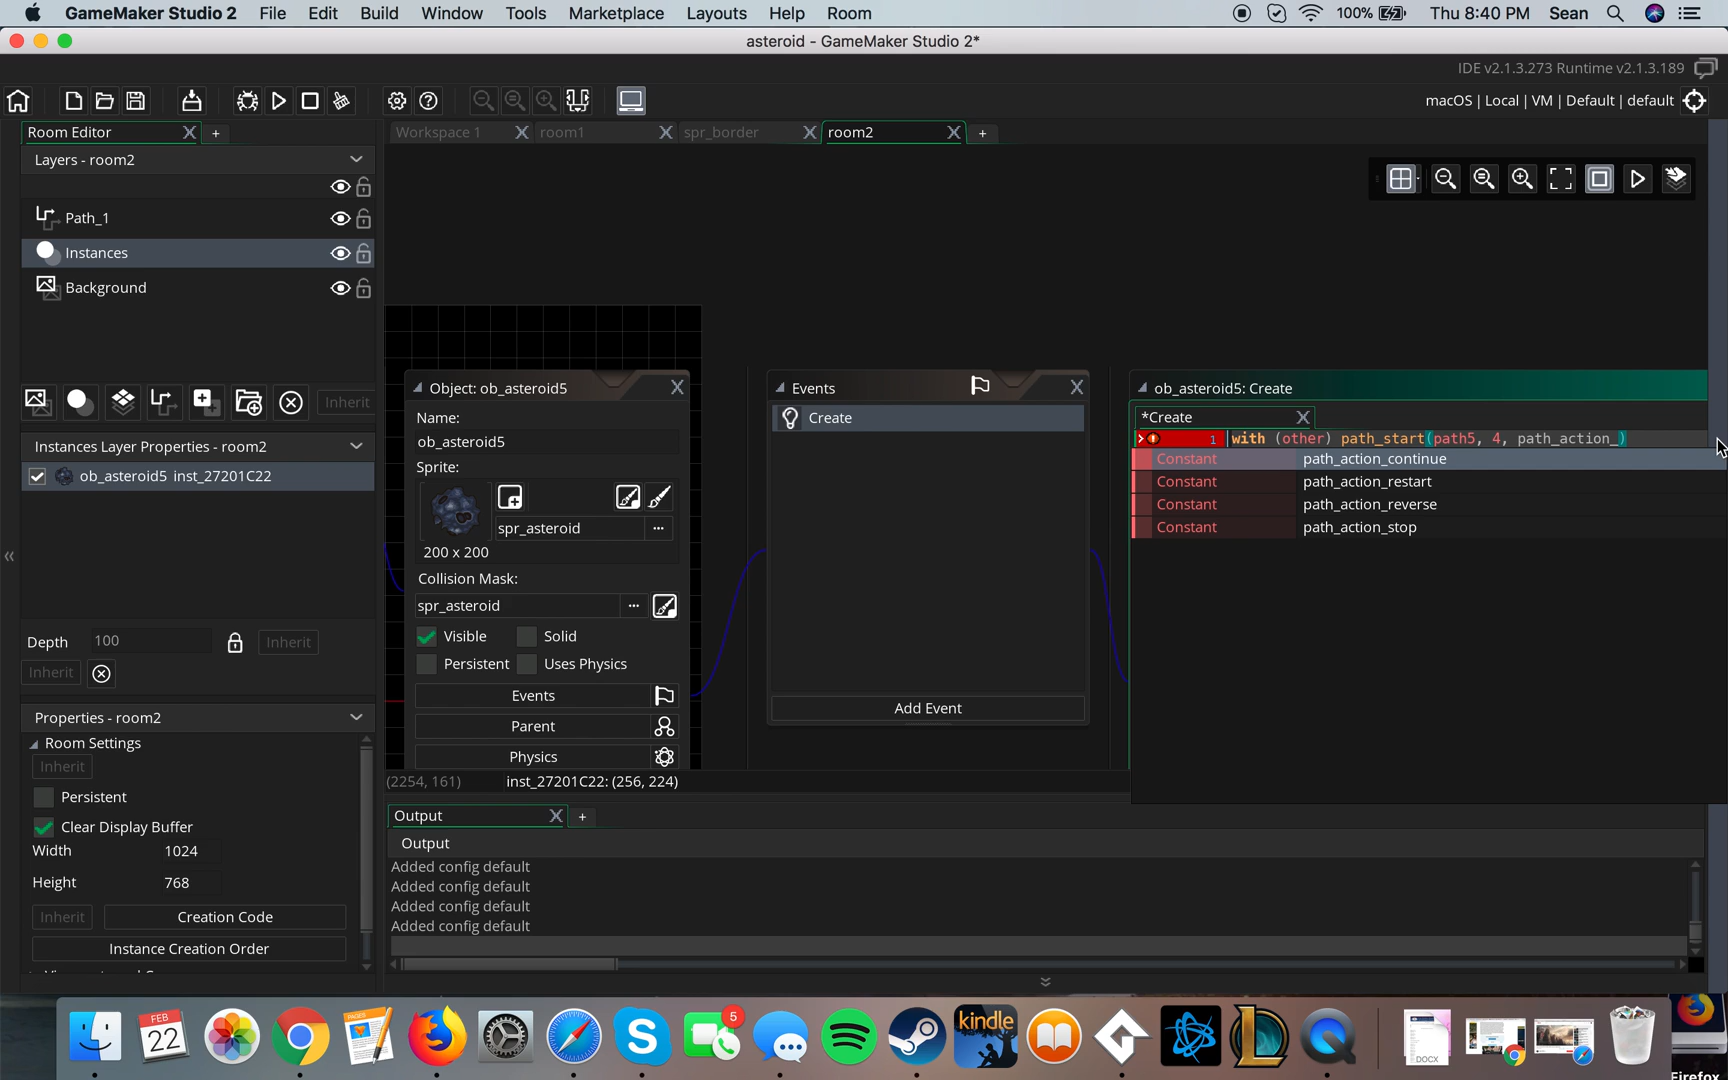 GameMaker Studio 2 File Edit Build Window Tools Marketplace Layouts Help Room 100% Thu 8:40 PM Sean
asteroid - GameMaker Studio 2*
IDE v2.1.3.273 Runtime v2.1.3.189
macOS | Local | VM | Default | default
Room Editor
Workspace 1 room1 spr_border room2
Layers - room2
Path_1
Instances
Background
Inherit
Instances Layer Properties - room2
ob_asteroid5 inst_27201C22
Depth 100 Inherit
Inherit
Properties - room2
Room Settings
Inherit
Persistent
Clear Display Buffer
Width 1024
Height 768
Inherit Creation Code
Instance Creation Order
Object: ob_asteroid5
Name:
ob_asteroid5
Sprite:
spr_asteroid
200 x 200
Collision Mask:
spr_asteroid
Visible Solid
Persistent Uses Physics
Events
Parent
Physics
Events
Create
Add Event
ob_asteroid5: Create
*Create
1 with (other) path_start(path5, 4, path_action_)
Constant path_action_continue
Constant path_action_restart
Constant path_action_reverse
Constant path_action_stop
(2254, 161) inst_27201C22: (256, 224)
Output
Output
Added config default
Added config default
Added config default
Added config default
FEB
22
PAGES
5
kindle
DOCX
Firefox